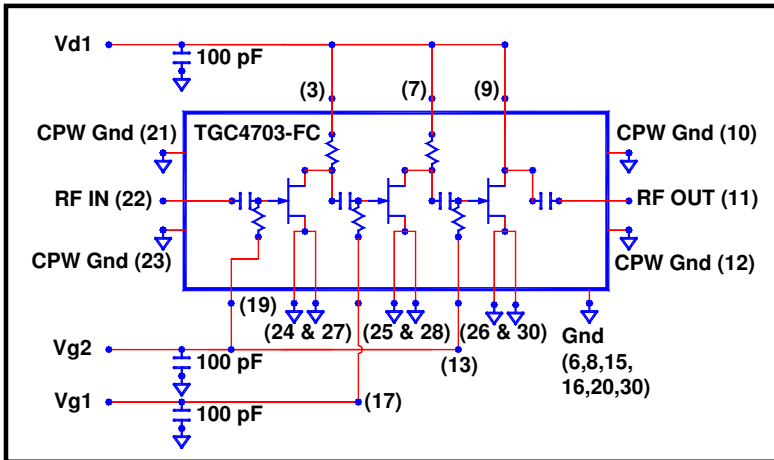 Vd1
100 pF
(3)
(7)
(9)
CPW Gnd (21)
TGC4703-FC
CPW Gnd (10)
RF IN (22)
RF OUT (11)
CPW Gnd (23)
CPW Gnd (12)
(19)
(24 & 27)
(25 & 28)
(26 & 30)
Gnd
(6,8,15,
16,20,30)
Vg2
100 pF
(13)
Vg1
100 pF
(17)